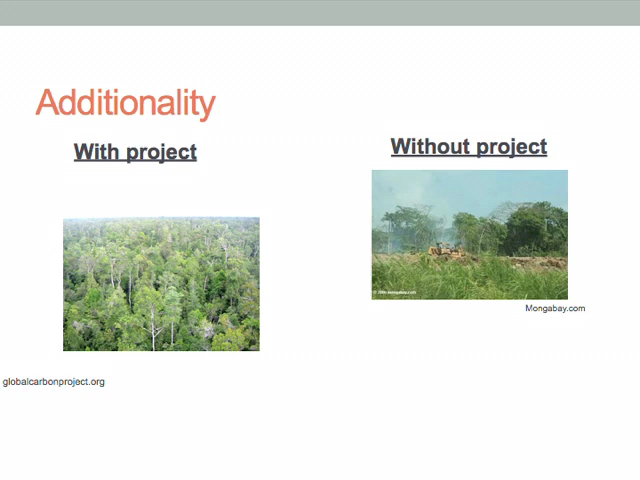 Additionality
With project
Without project
Mongabay.com
globalcarbonproject.org